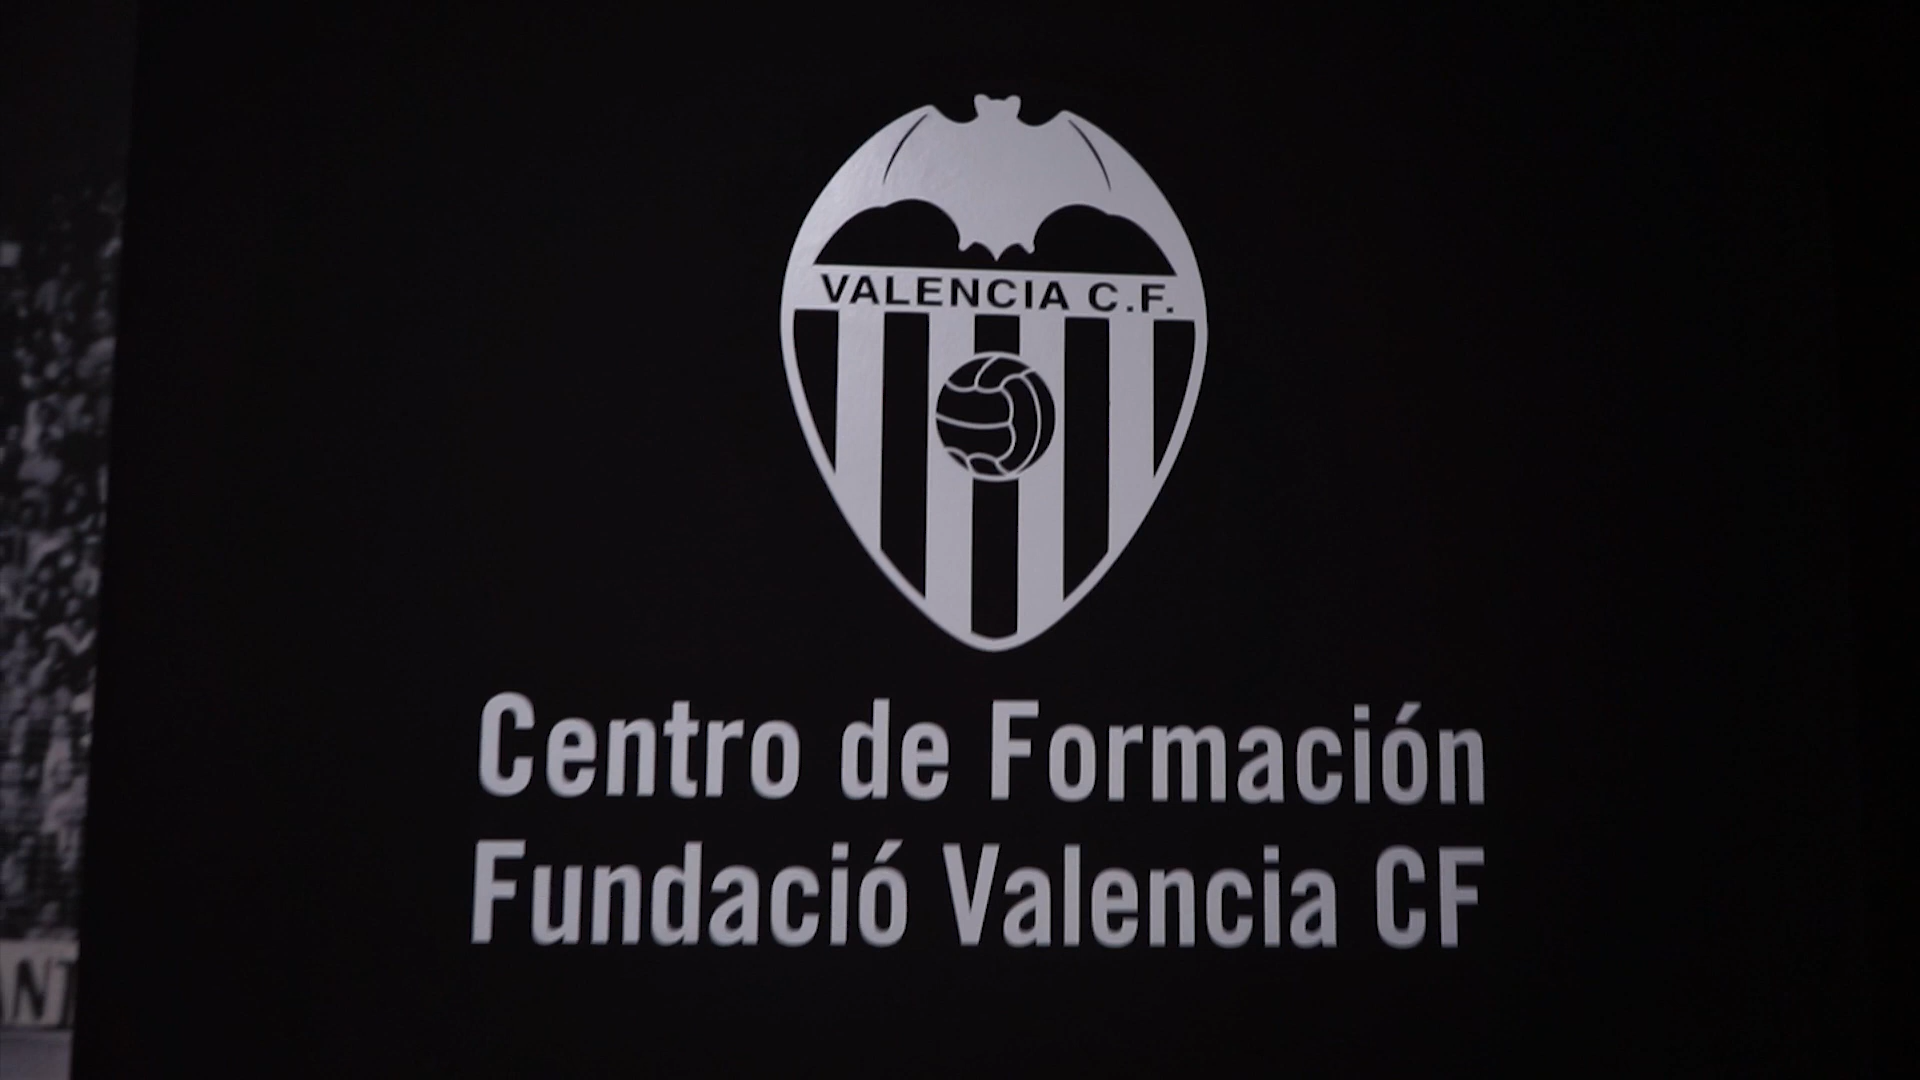 VALENCIA C.F.
Centro de Formación
Fundació Valencia CF